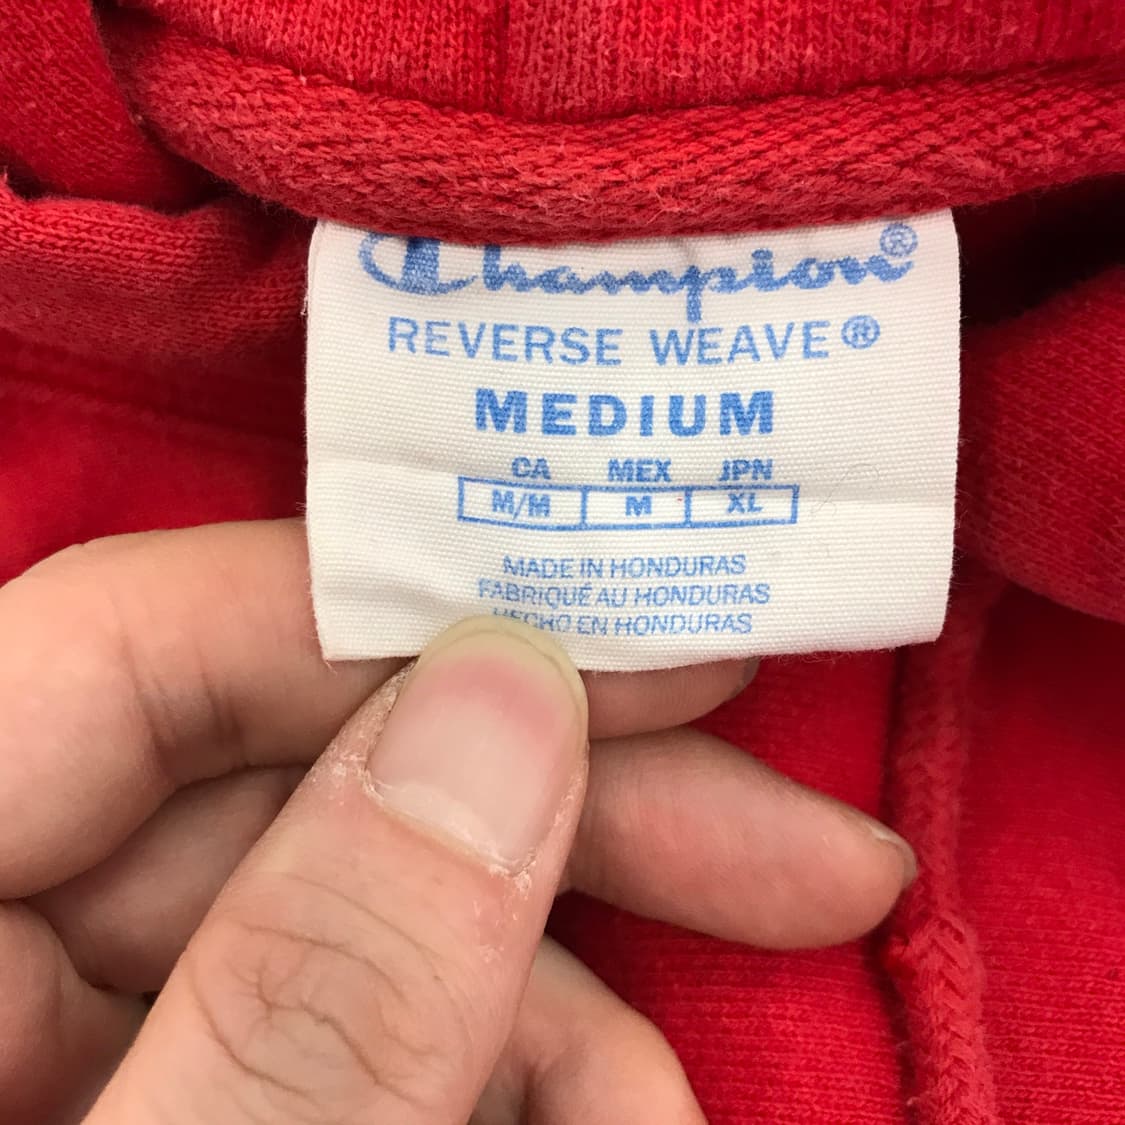 Champion®
REVERSE WEAVE®
MEDIUM
CA MEX JPN
M/M M XL
MADE IN HONDURAS
FABRIQUÉ AU HONDURAS
HECHO EN HONDURAS